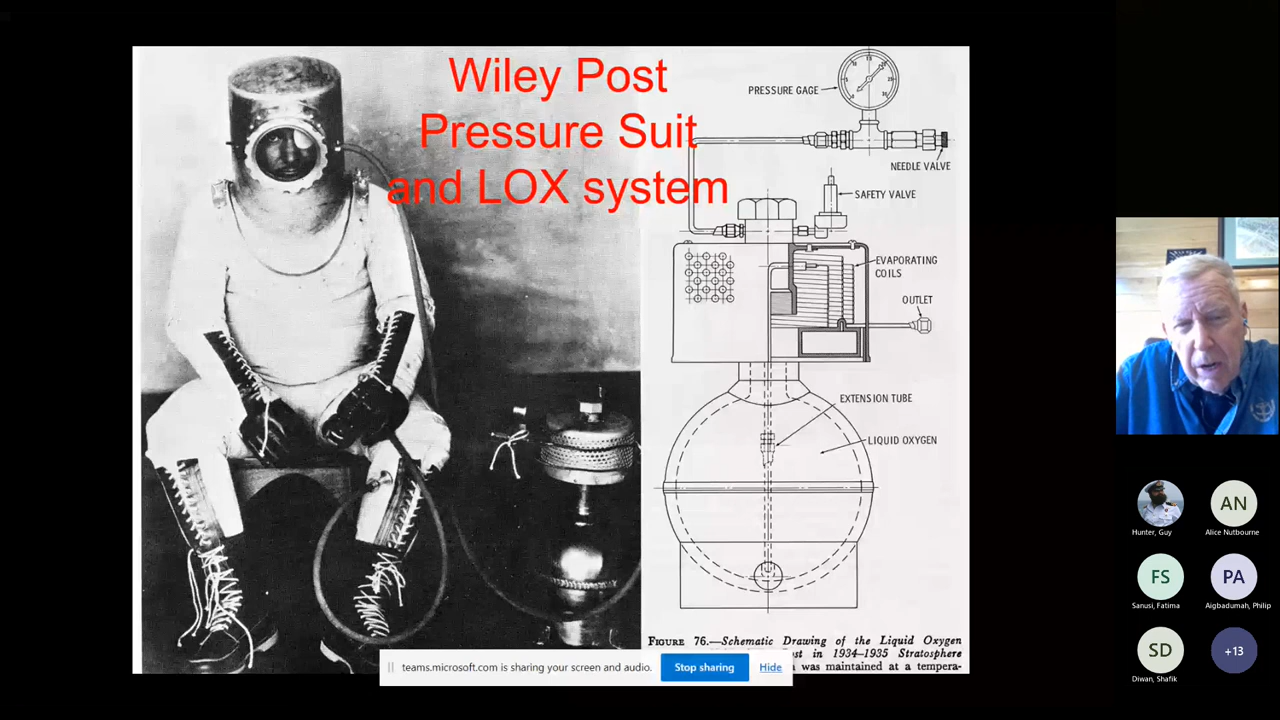 Wiley Post
Pressure Suit
and LOX system
PRESSURE GAGE
NEEDLE VALVE
SAFETY VALVE
EVAPORATING
COILS
OUTLET
EXTENSION TUBE
LIQUID OXYGEN
FIGURE 76.—Schematic Drawing of the Liquid Oxygen
in 1934–1935 Stratosphere
was maintained at a tempera-
teams.microsoft.com is sharing your screen and audio.
Stop sharing
Hide
Hunter, Guy
AN
Alice Nutbourne
FS
Sanusi, Fatima
PA
Aigbadumah, Philip
SD
Diwan, Shafik
+13